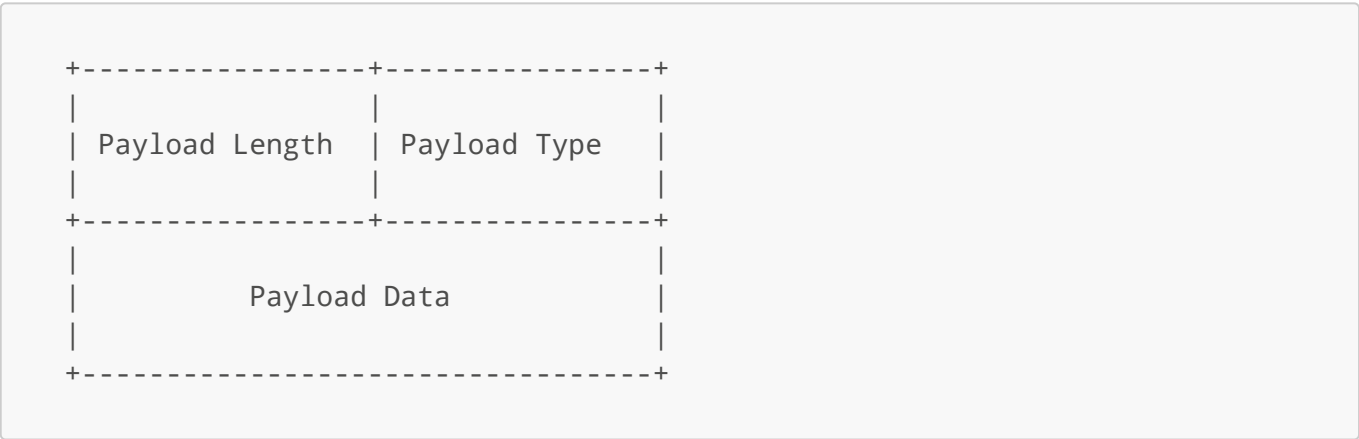 +-----------------+----------------+
| | |
| Payload Length | Payload Type |
| | |
+-----------------+----------------+
| |
| Payload Data |
| |
+----------------------------------+